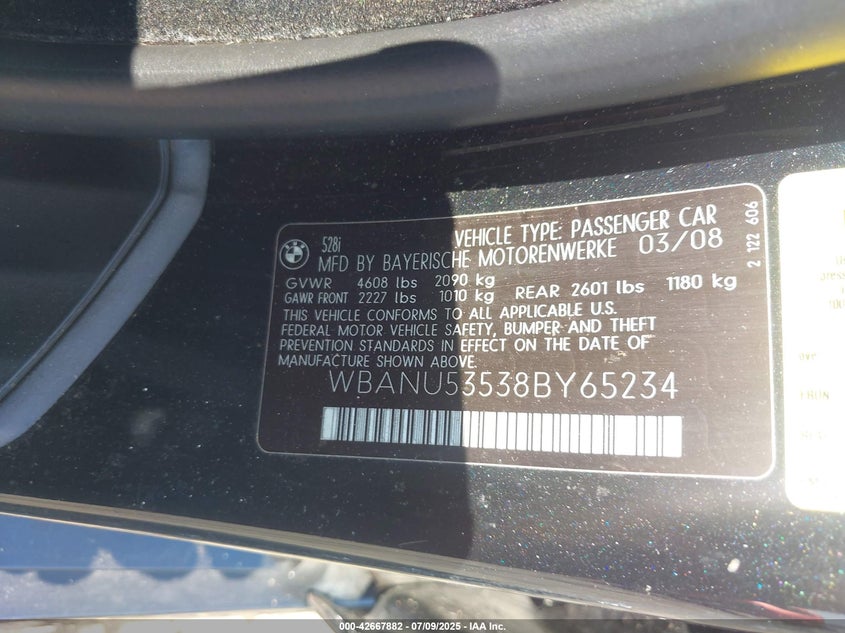 528i
VEHICLE TYPE: PASSENGER CAR
MFD BY BAYERISCHE MOTORENWERKE 03/08
GVWR 4608 lbs 2090 kg
GAWR FRONT 2227 lbs 1010 kg REAR 2601 lbs 1180 kg
THIS VEHICLE CONFORMS TO ALL APPLICABLE U.S.
FEDERAL MOTOR VEHICLE SAFETY, BUMPER AND THEFT
PREVENTION STANDARDS IN EFFECT ON THE DATE OF
MANUFACTURE SHOWN ABOVE.
WBANU53538BY65234
2 122 606
000-42667882 - 07/09/2025 - IAA Inc.